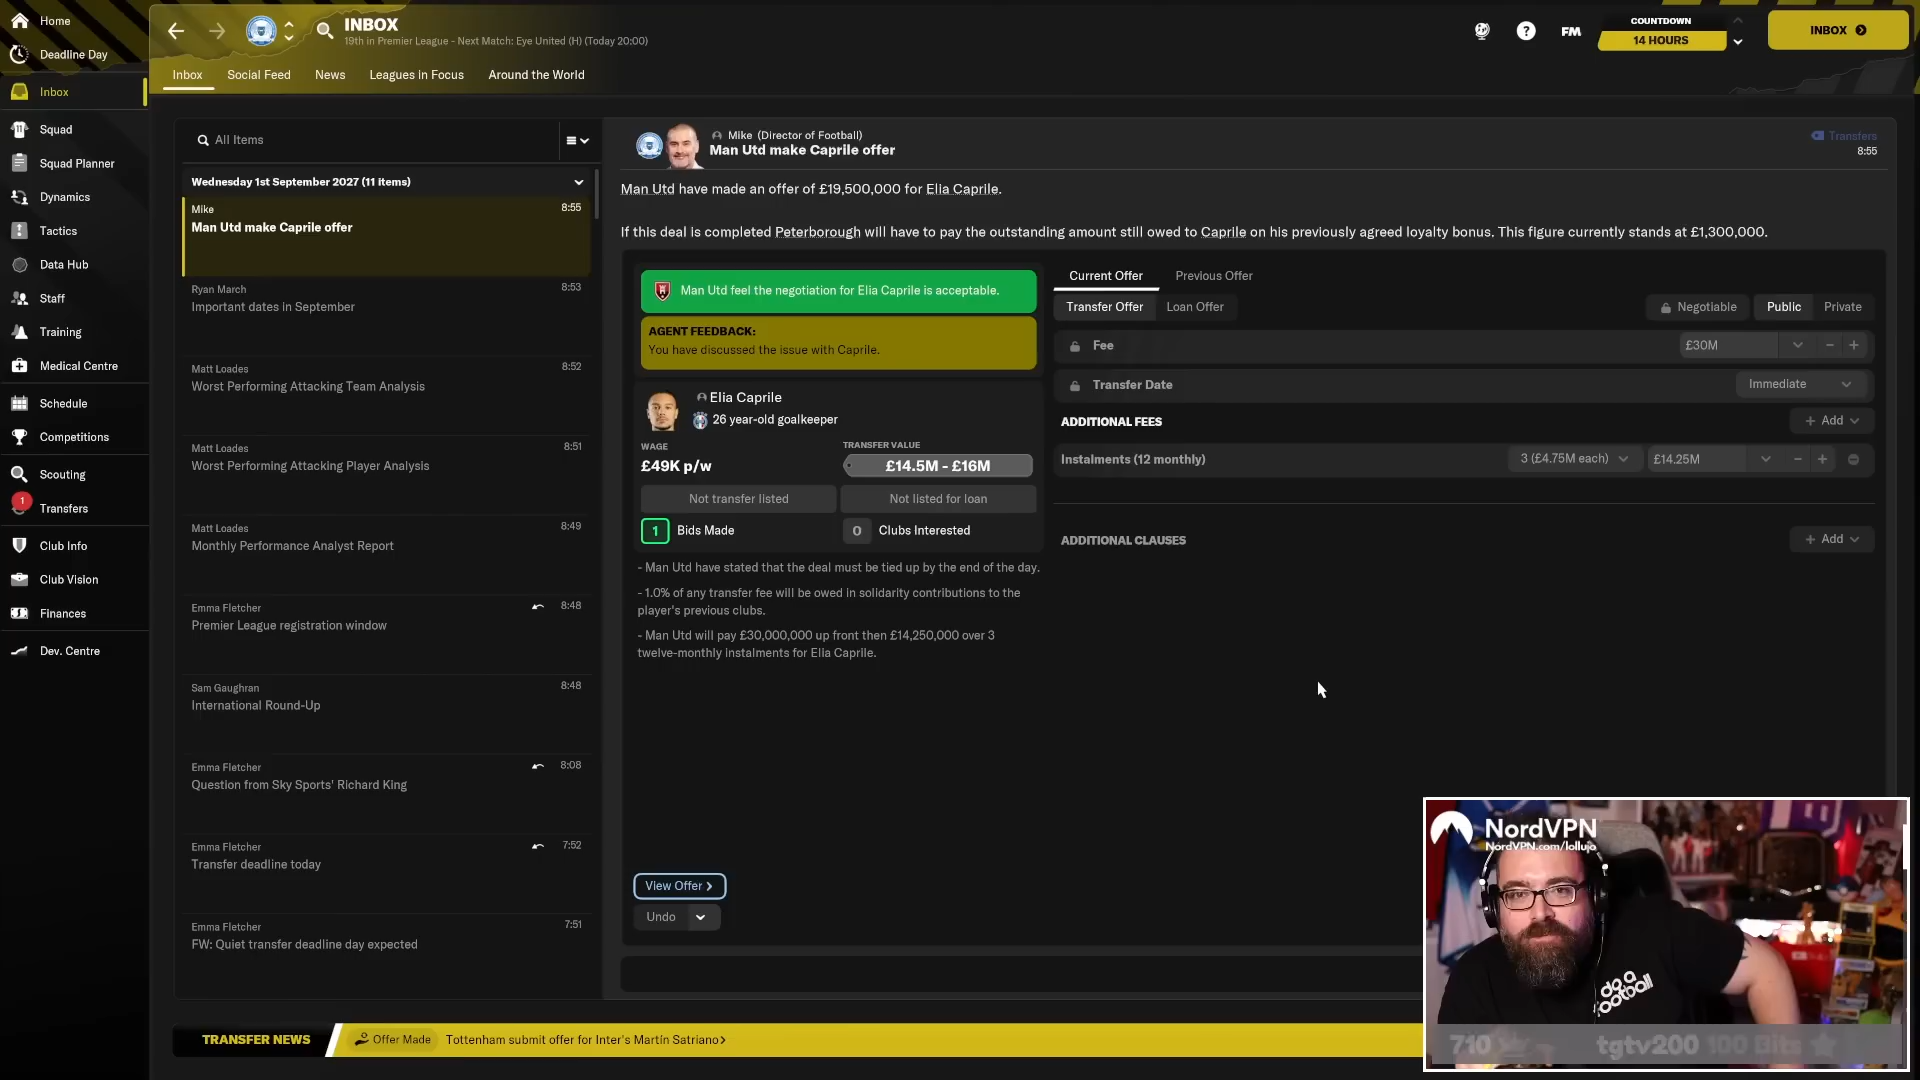 Home
Deadline Day
Inbox
Squad
Squad Planner
Dynamics
Tactics
Data Hub
Staff
Training
Medical Centre
Schedule
Competitions
Scouting
1
Transfers
Club Info
Club Vision
Finances
Dev. Centre
INBOX
19th in Premier League - Next Match: Eye United (H) (Today 20:00)
Inbox Social Feed News Leagues in Focus Around the World
? FM
COUNTDOWN
14 HOURS
INBOX
All Items
Wednesday 1st September 2027 (11 items)
Mike 8:55
Man Utd make Caprile offer
Ryan March 8:53
Important dates in September
Matt Loades 8:52
Worst Performing Attacking Team Analysis
Matt Loades 8:51
Worst Performing Attacking Player Analysis
Matt Loades 8:49
Monthly Performance Analyst Report
Emma Fletcher 8:48
Premier League registration window
Sam Gaughran 8:48
International Round-Up
Emma Fletcher 8:08
Question from Sky Sports' Richard King
Emma Fletcher 7:52
Transfer deadline today
Emma Fletcher 7:51
FW: Quiet transfer deadline day expected
Mike (Director of Football)
Man Utd make Caprile offer
Transfers
8:55
Man Utd have made an offer of £19,500,000 for Elia Caprile.
If this deal is completed Peterborough will have to pay the outstanding amount still owed to Caprile on his previously agreed loyalty bonus. This figure currently stands at £1,300,000.
Man Utd feel the negotiation for Elia Caprile is acceptable.
AGENT FEEDBACK:
You have discussed the issue with Caprile.
Elia Caprile
26 year-old goalkeeper
WAGE TRANSFER VALUE
£49K p/w £14.5M - £16M
Not transfer listed Not listed for loan
1 Bids Made 0 Clubs Interested
- Man Utd have stated that the deal must be tied up by the end of the day.
- 1.0% of any transfer fee will be owed in solidarity contributions to the
player's previous clubs.
- Man Utd will pay £30,000,000 up front then £14,250,000 over 3
twelve-monthly instalments for Elia Caprile.
View Offer
Undo
Current Offer Previous Offer
Transfer Offer Loan Offer Negotiable Public Private
Fee £30M - +
Transfer Date Immediate
ADDITIONAL FEES + Add
Instalments (12 monthly) 3 (£4.75M each) £14.25M - +
ADDITIONAL CLAUSES + Add
NordVPN
NordVPN.com/lollujo
do a
football
710 tgtv200 100 Bits
TRANSFER NEWS Offer Made Tottenham submit offer for Inter's Martín Satriano>